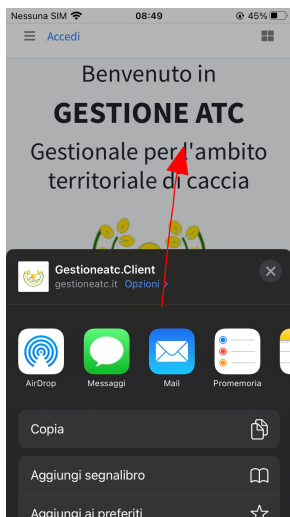 Nessuna SIM 08:49 45%
Accedi
Benvenuto in
GESTIONE ATC
Gestionale per l'ambito
territoriale di caccia
Gestioneatc.Client
gestioneatc.it Opzioni >
AirDrop Messaggi Mail Promemoria
Copia
Aggiungi segnalibro
Aggiungi ai preferiti